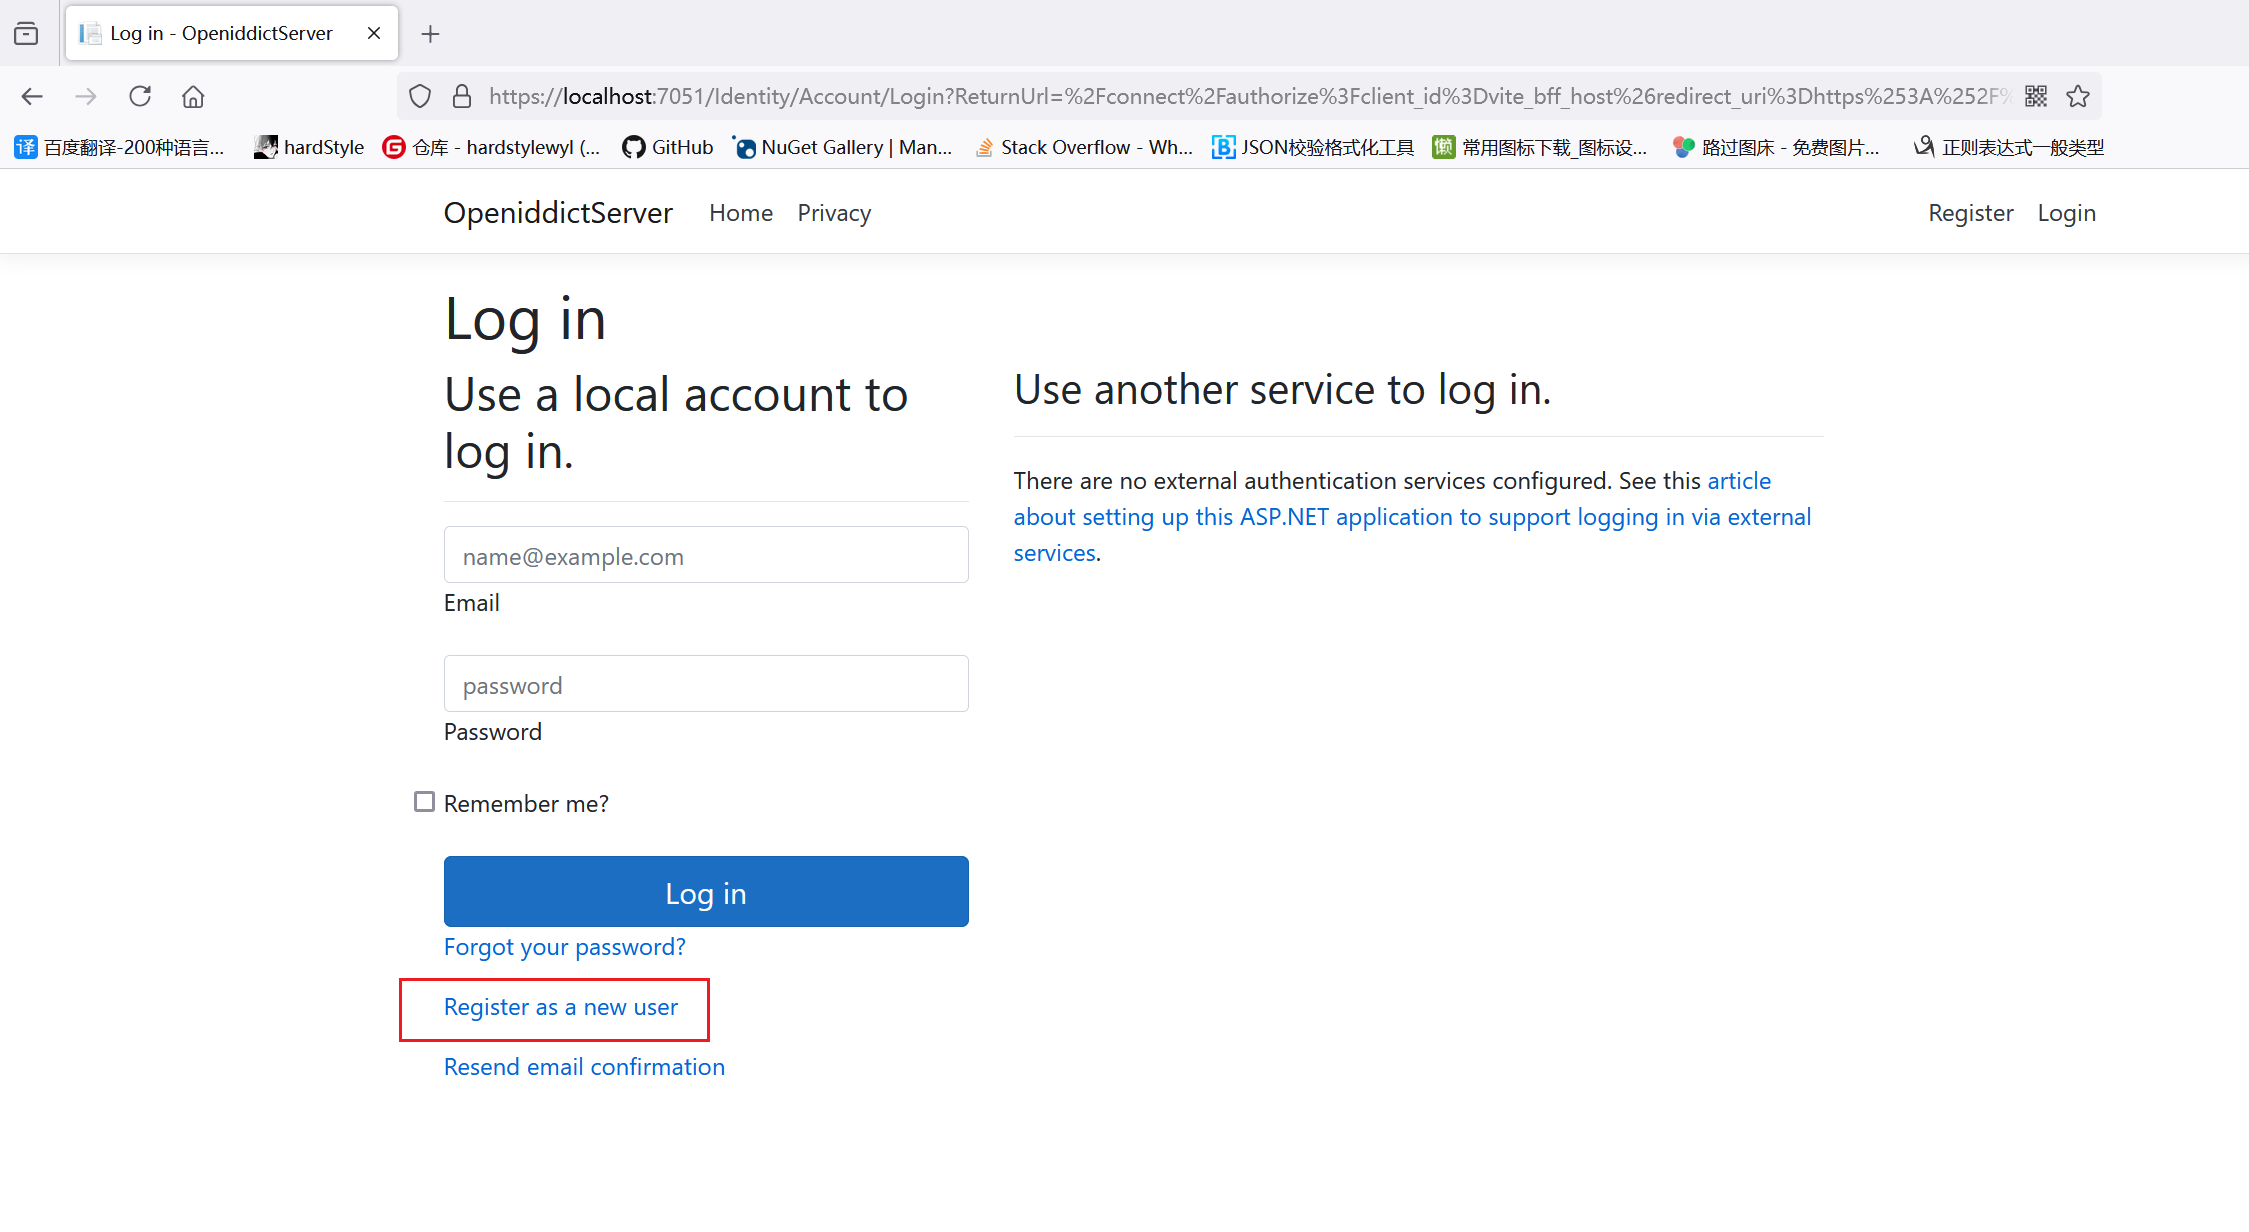 Log in - OpeniddictServer
https://localhost:7051/Identity/Account/Login?ReturnUrl=%2Fconnect%2Fauthorize%3Fclient_id%3Dvite_bff_host%26redirect_uri%3Dhttps%253A%252F%
译 百度翻译-200种语言... hardStyle G 仓库 - hardstylewyl (... GitHub NuGet Gallery | Man... Stack Overflow - Wh... B JSON校验格式化工具 懒 常用图标下载_图标设... 路过图床 - 免费图片... 正则表达式一般类型
OpeniddictServer Home Privacy Register Login
Log in
Use a local account to
log in.
name@example.com
Email
password
Password
Remember me?
Log in
Forgot your password?
Register as a new user
Resend email confirmation
Use another service to log in.
There are no external authentication services configured. See this article
about setting up this ASP.NET application to support logging in via external
services.